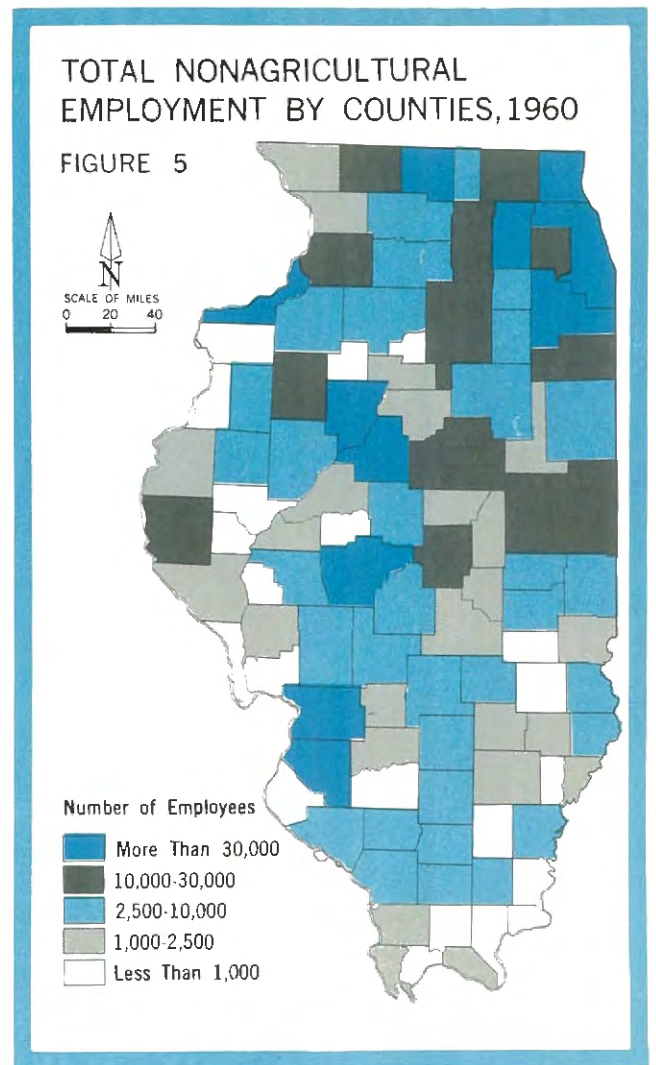 TOTAL NONAGRICULTURAL
EMPLOYMENT BY COUNTIES, 1960
FIGURE 5
N
SCALE OF MILES
0 20 40
Number of Employees
More Than 30,000
10,000-30,000
2,500-10,000
1,000-2,500
Less Than 1,000